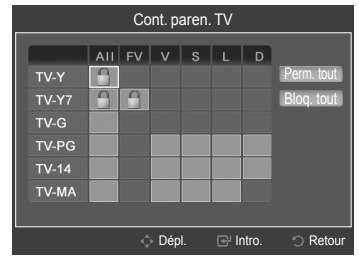 Cont. paren. TV
All FV V S L D
TV-Y Perm. tout
TV-Y7 Bloq. tout
TV-G
TV-PG
TV-14
TV-MA
Dépl. Intro. Retour